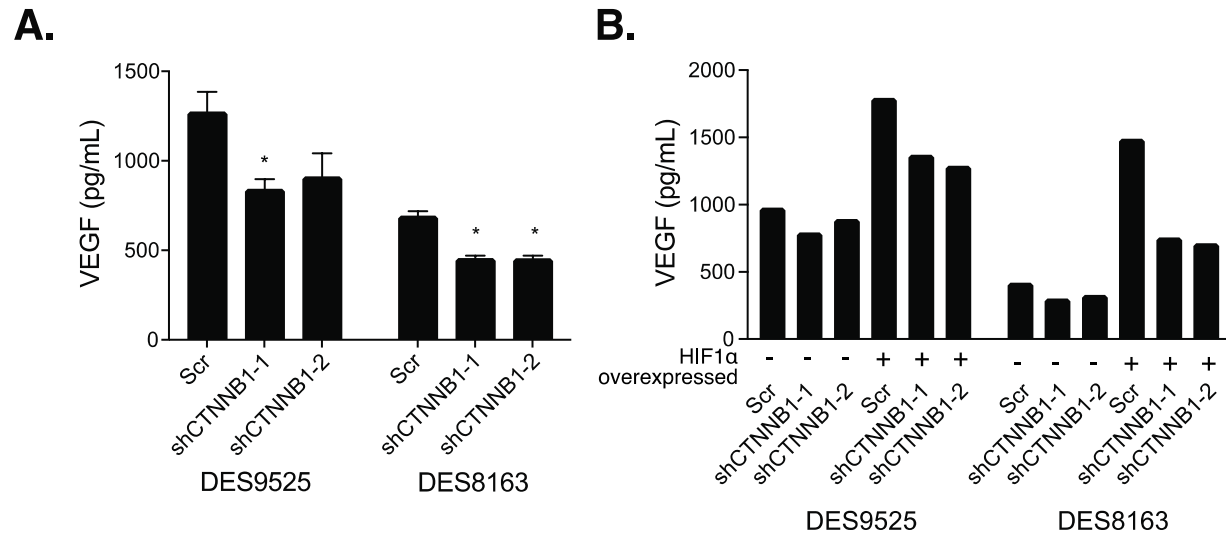 A.
VEGF (pg/mL)
1500
1000
500
0
*
* *
Scr shCTNNB1-1 shCTNNB1-2 Scr shCTNNB1-1 shCTNNB1-2
DES9525 DES8163
B.
VEGF (pg/mL)
2000
1500
1000
500
0
HIF1α overexpressed
- - - + + + - - - + + +
Scr shCTNNB1-1 shCTNNB1-2 Scr shCTNNB1-1 shCTNNB1-2 Scr shCTNNB1-1 shCTNNB1-2 Scr shCTNNB1-1 shCTNNB1-2
DES9525 DES8163